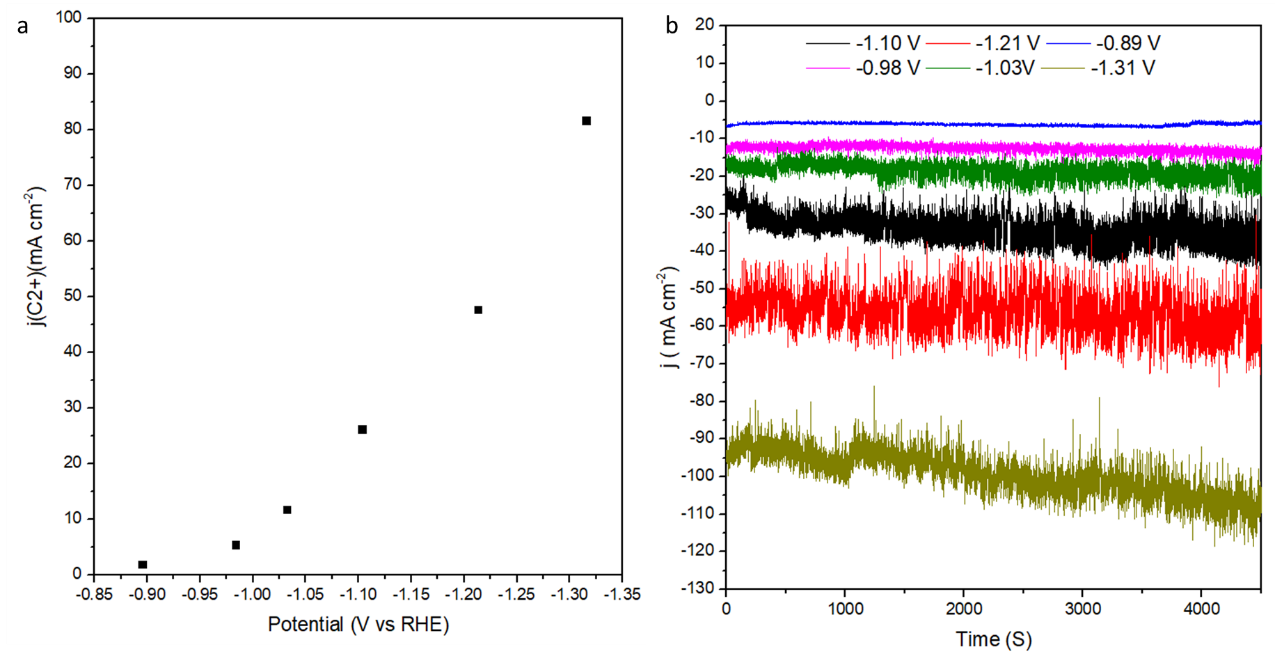 a
100
90
80
70
60
50
40
30
20
10
0
j(C2+)(mA cm-2)
-0.85 -0.90 -0.95 -1.00 -1.05 -1.10 -1.15 -1.20 -1.25 -1.30 -1.35
Potential (V vs RHE)
b
-1.10 V -1.21 V -0.89 V
-0.98 V -1.03V -1.31 V
20
10
0
-10
-20
-30
-40
-50
-60
-70
-80
-90
-100
-110
-120
-130
j ( mA cm-2)
0 1000 2000 3000 4000
Time (S)